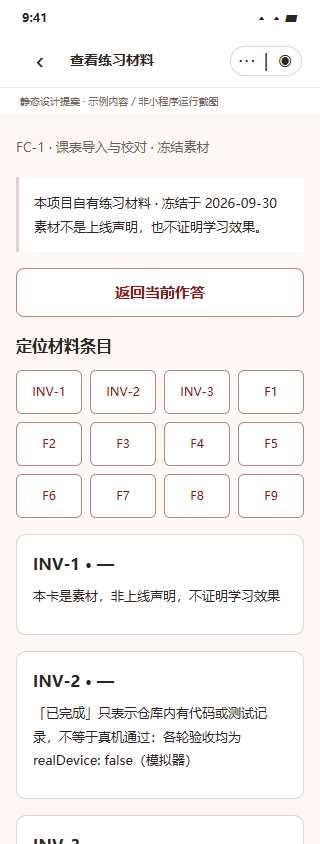 9:41
查看练习材料
静态设计提案 · 示例内容 / 非小程序运行截图
FC-1 · 课表导入与校对 · 冻结素材
本项目自有练习材料 · 冻结于 2026-09-30
素材不是上线声明，也不证明学习效果。
返回当前作答
定位材料条目
INV-1 INV-2 INV-3 F1
F2 F3 F4 F5
F6 F7 F8 F9
INV-1 • —
本卡是素材，非上线声明，不证明学习效果
INV-2 • —
「已完成」只表示仓库内有代码或测试记
录，不等于真机通过：各轮验收均为
realDevice: false（模拟器）
INV-3